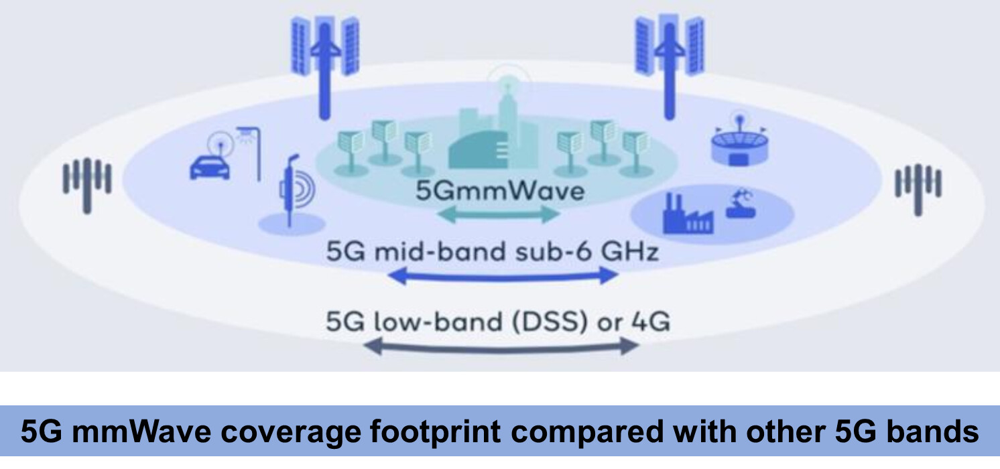 5GmmWave
5G mid-band sub-6 GHz
5G low-band (DSS) or 4G
5G mmWave coverage footprint compared with other 5G bands